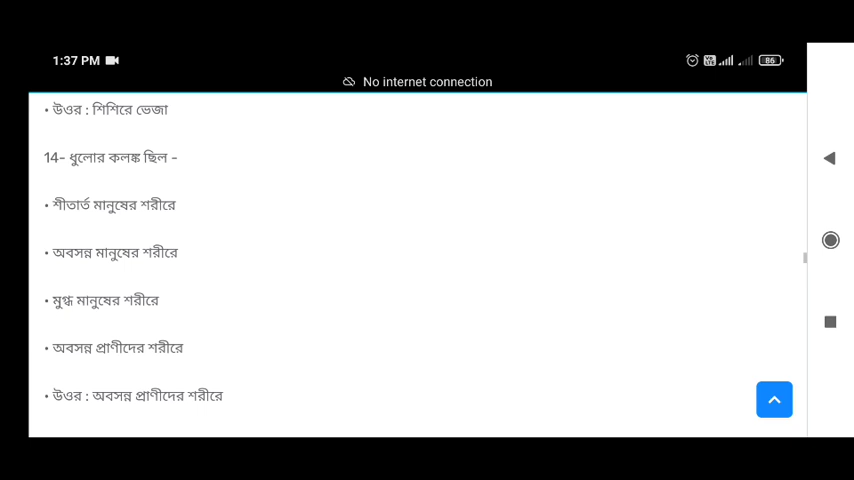 1:37 PM
86
No internet connection
• উওর : শিশিরে ভেজা
14- ধুলোর কলঙ্ক ছিল -
• শীতার্ত মানুষের শরীরে
• অবসন্ন মানুষের শরীরে
• মুগ্ধ মানুষের শরীরে
• অবসন্ন প্রাণীদের শরীরে
• উওর : অবসন্ন প্রাণীদের শরীরে